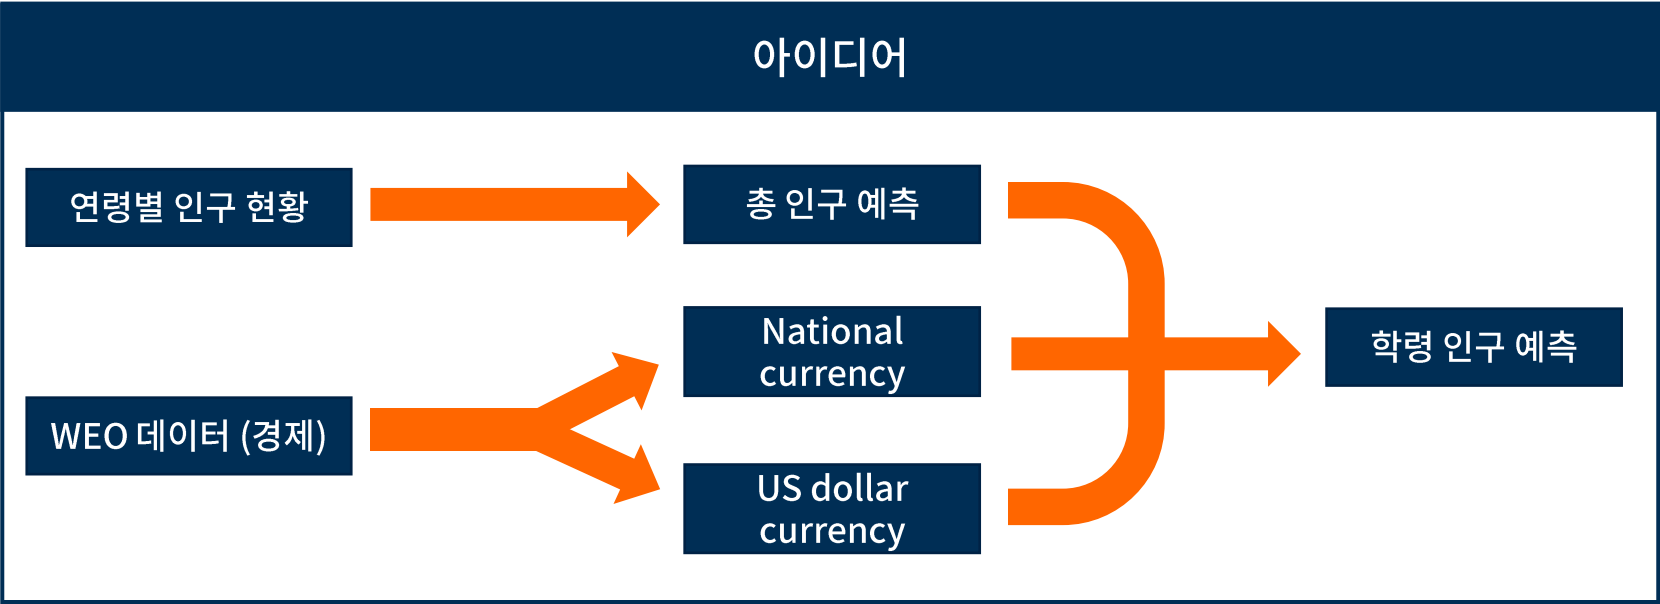 아이디어
연령별 인구 현황
총 인구 예측
National
currency
학령 인구 예측
WEO 데이터 (경제)
US dollar
currency